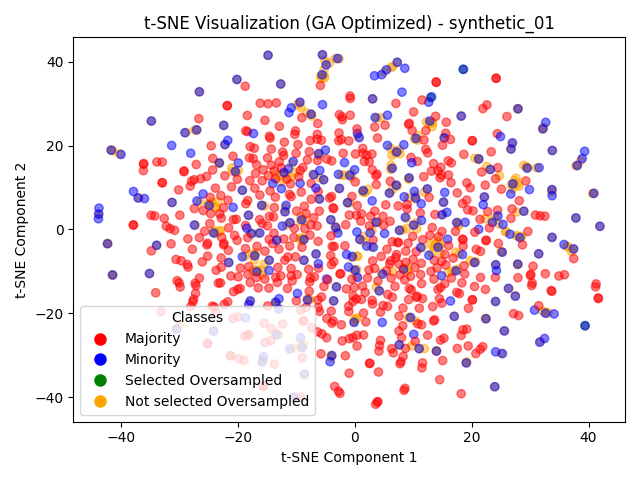 t-SNE Visualization (GA Optimized) - synthetic_01
t-SNE Component 2
40
20
0
−20
−40
Classes
Majority
Minority
Selected Oversampled
Not selected Oversampled
−40
−20
0
20
40
t-SNE Component 1